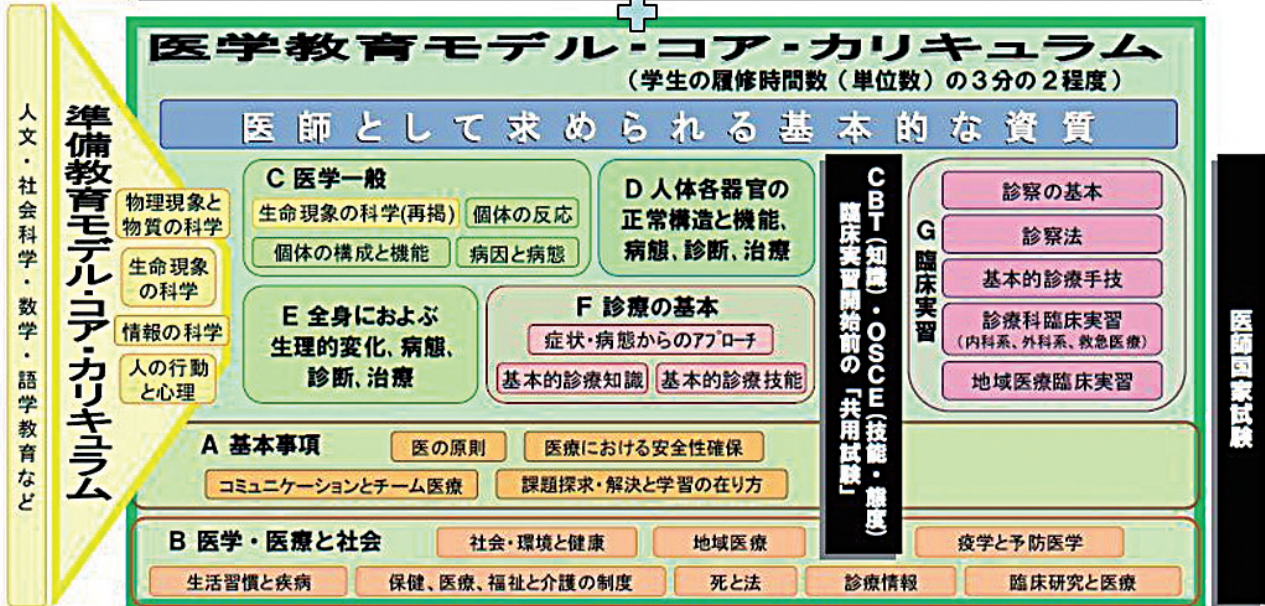 医学教育モデル・コア・カリキュラム
（学生の履修時間数（単位数）の３分の２程度）
医師として求められる基本的な資質
人文・社会科学・数学・語学教育など
準備教育モデル・コア・カリキュラム
物理現象と
物質の科学
生命現象
の科学
情報の科学
人の行動
と心理
C 医学一般
生命現象の科学(再掲)
個体の反応
個体の構成と機能
病因と病態
D 人体各器官の
正常構造と機能、
病態、診断、治療
E 全身におよぶ
生理的変化、病態、
診断、治療
F 診療の基本
症状・病態からのアプローチ
基本的診療知識
基本的診療技能
CBT（知識）・OSCE（技能・態度）
臨床実習開始前の「共用試験」
G 臨床実習
診察の基本
診察法
基本的診療手技
診療科臨床実習
（内科系、外科系、救急医療）
地域医療臨床実習
医師国家試験
A 基本事項
医の原則
医療における安全性確保
コミュニケーションとチーム医療
課題探求・解決と学習の在り方
B 医学・医療と社会
社会・環境と健康
地域医療
疫学と予防医学
生活習慣と疾病
保健、医療、福祉と介護の制度
死と法
診療情報
臨床研究と医療